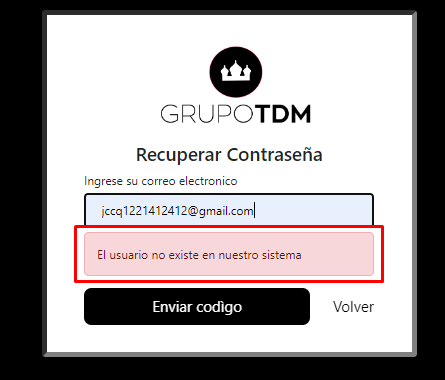 GRUPOTDM
Recuperar Contraseña
Ingrese su correo electronico
jccq1221412412@gmail.com
El usuario no existe en nuestro sistema
Enviar codìgo
Volver